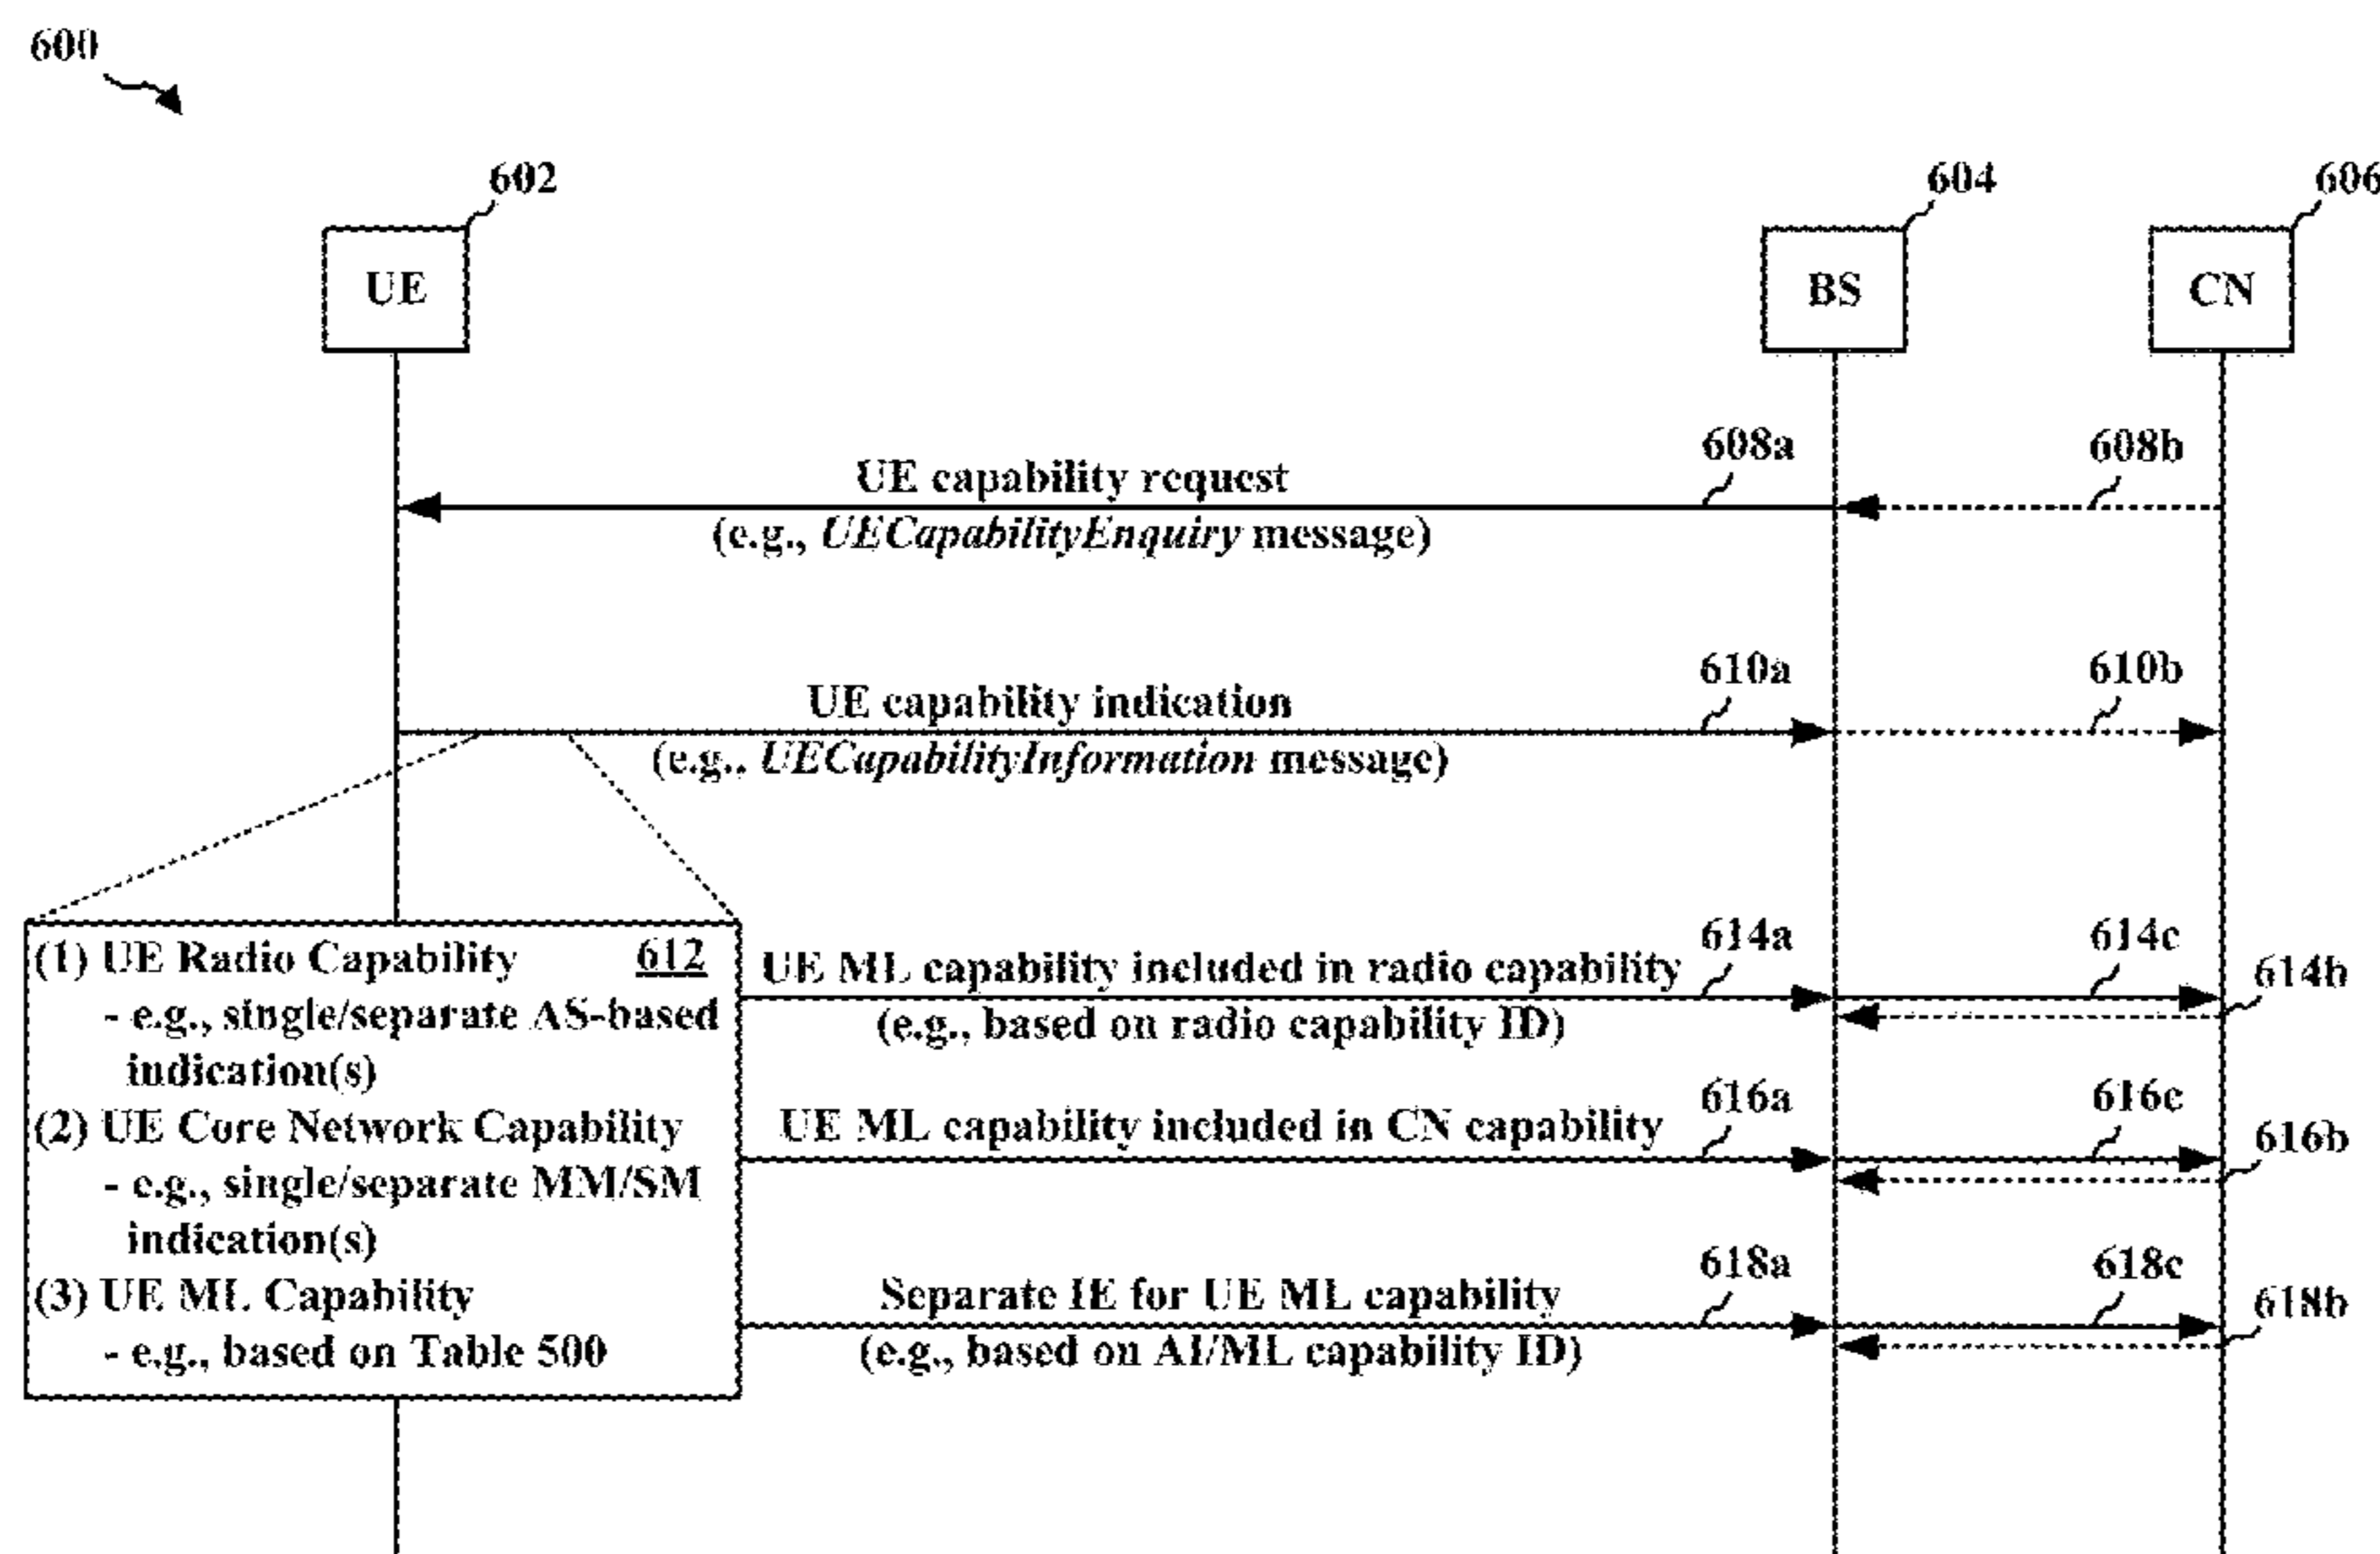 600
602
604
606
UE
BS
CN
608a
608b
UE capability request
(e.g., UECapabilityEnquiry message)
610a
610b
UE capability indication
(e.g., UECapabilityInformation message)
(1) UE Radio Capability 612
- e.g., single/separate AS-based
indication(s)
(2) UE Core Network Capability
- e.g., single/separate MM/SM
indication(s)
(3) UE ML Capability
- e.g., based on Table 500
614a
614c
614b
UE ML capability included in radio capability
(e.g., based on radio capability ID)
616a
616c
616b
UE ML capability included in CN capability
618a
618c
618b
Separate IE for UE ML capability
(e.g., based on AI/ML capability ID)